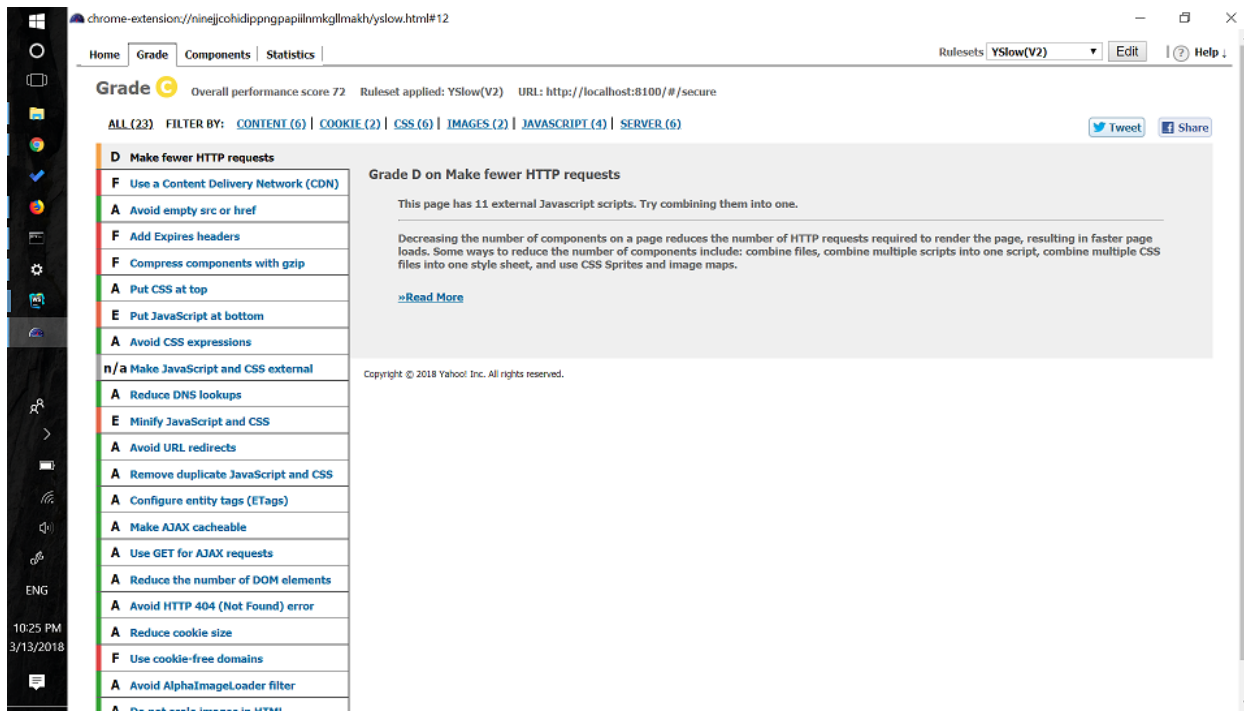 chrome-extension://ninejjcohidippngpapiilnmkgllmakh/yslow.html#12
Home Grade Components Statistics
Rulesets YSlow(V2) Edit ? Help ↓
Grade C Overall performance score 72 Ruleset applied: YSlow(V2) URL: http://localhost:8100/#/secure
ALL (23) FILTER BY: CONTENT (6) | COOKIE (2) | CSS (6) | IMAGES (2) | JAVASCRIPT (4) | SERVER (6)
Tweet Share
D Make fewer HTTP requests
F Use a Content Delivery Network (CDN)
A Avoid empty src or href
F Add Expires headers
F Compress components with gzip
A Put CSS at top
E Put JavaScript at bottom
A Avoid CSS expressions
n/a Make JavaScript and CSS external
A Reduce DNS lookups
E Minify JavaScript and CSS
A Avoid URL redirects
A Remove duplicate JavaScript and CSS
A Configure entity tags (ETags)
A Make AJAX cacheable
A Use GET for AJAX requests
A Reduce the number of DOM elements
A Avoid HTTP 404 (Not Found) error
A Reduce cookie size
F Use cookie-free domains
A Avoid AlphaImageLoader filter
A Do not scale images in HTML
Grade D on Make fewer HTTP requests
This page has 11 external Javascript scripts. Try combining them into one.
Decreasing the number of components on a page reduces the number of HTTP requests required to render the page, resulting in faster page
loads. Some ways to reduce the number of components include: combine files, combine multiple scripts into one script, combine multiple CSS
files into one style sheet, and use CSS Sprites and image maps.
»Read More
Copyright © 2018 Yahoo! Inc. All rights reserved.
ENG
10:25 PM
3/13/2018